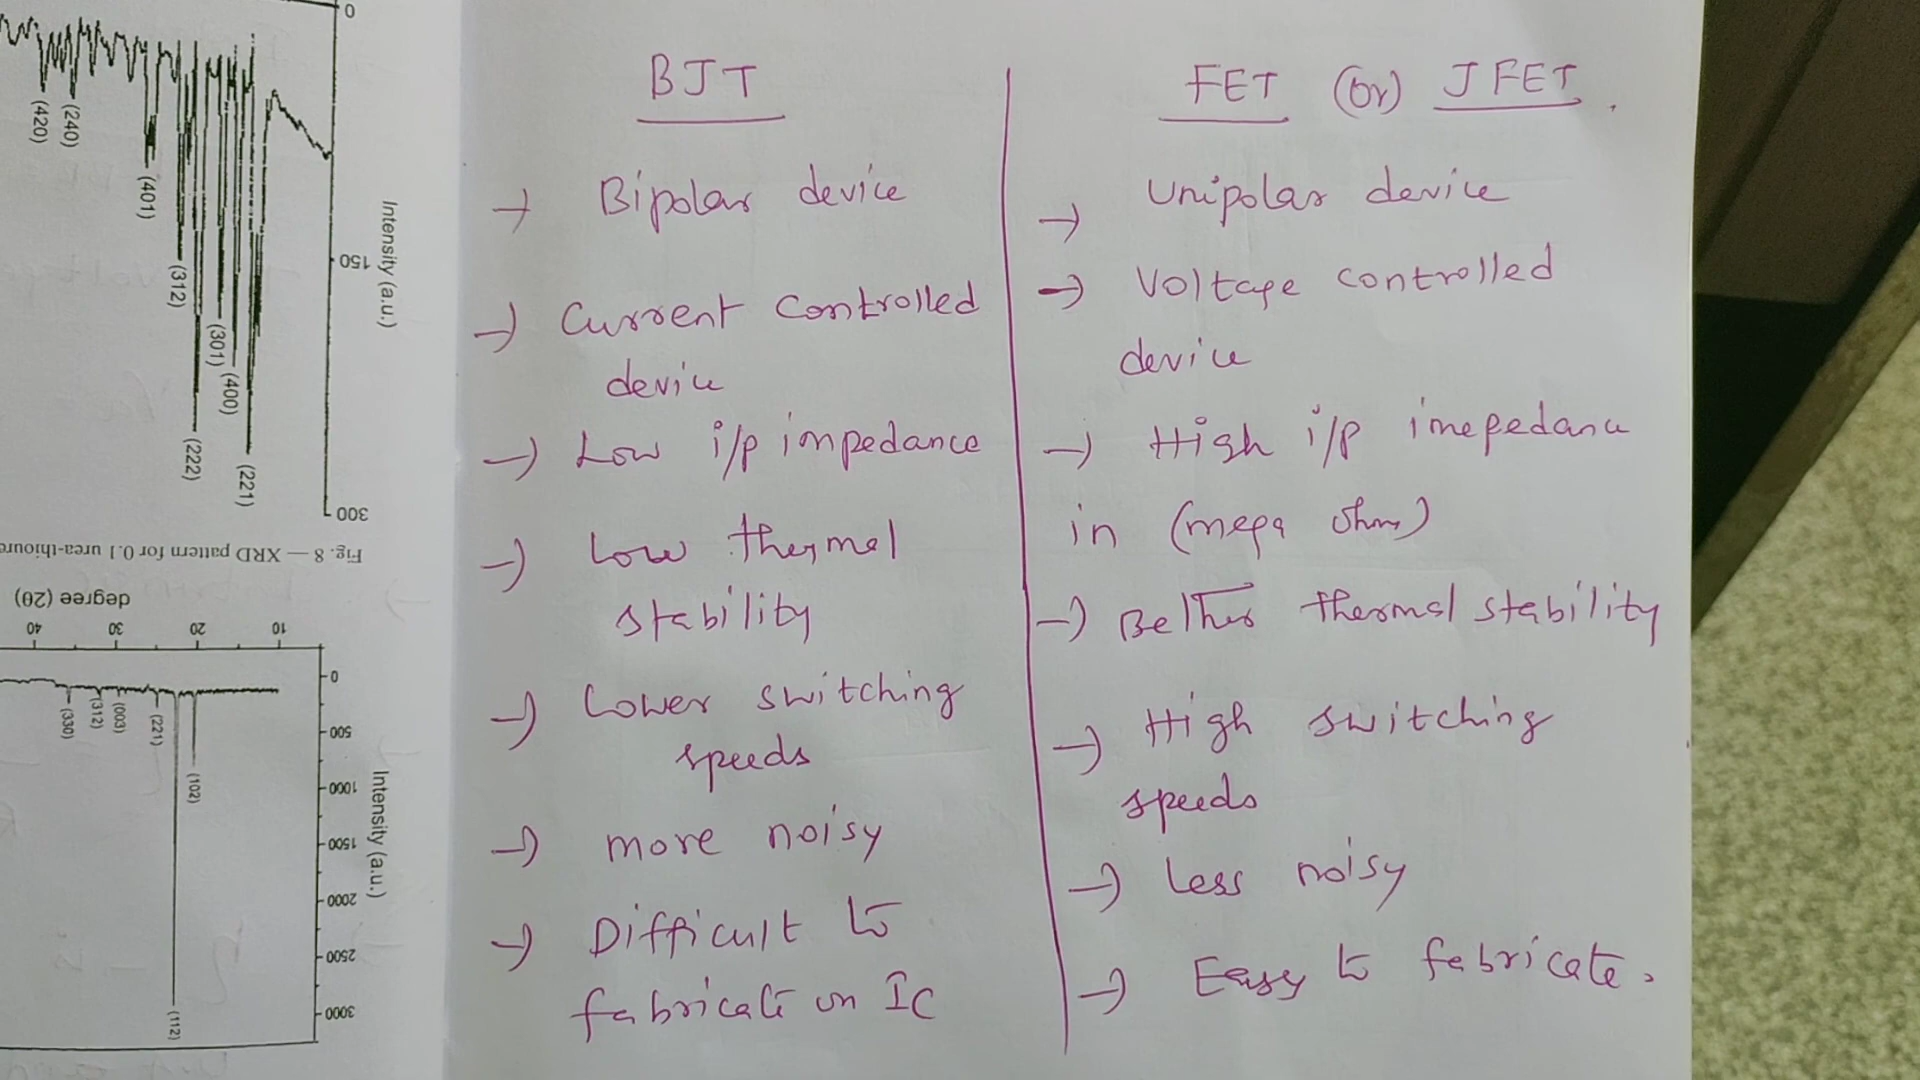 BJT
→ Bipolar device
→ Current controlled
device
→ Low i/p impedance
→ Low thermal
stability
→ Lower switching
speeds
→ more noisy
→ Difficult to
fabricate on IC
FET (or) JFET.
→ Unipolar device
→ Voltage controlled
device
→ High i/p imepedance
in (mega ohm)
→ Better thermal stability
→ High switching
speeds
→ Less noisy
→ Easy to fabricate.
0
150
300
Intensity (a.u.)
(420)
(240)
(401)
(312)
(222)
(301)
(400)
(221)
Fig. 8 — XRD pattern for 0.1 urea-thiour
degree (2θ)
40
30
20
10
0
500
1000
1500
2000
2500
3000
Intensity (a.u.)
(330)
(312)
(003)
(221)
(102)
(112)